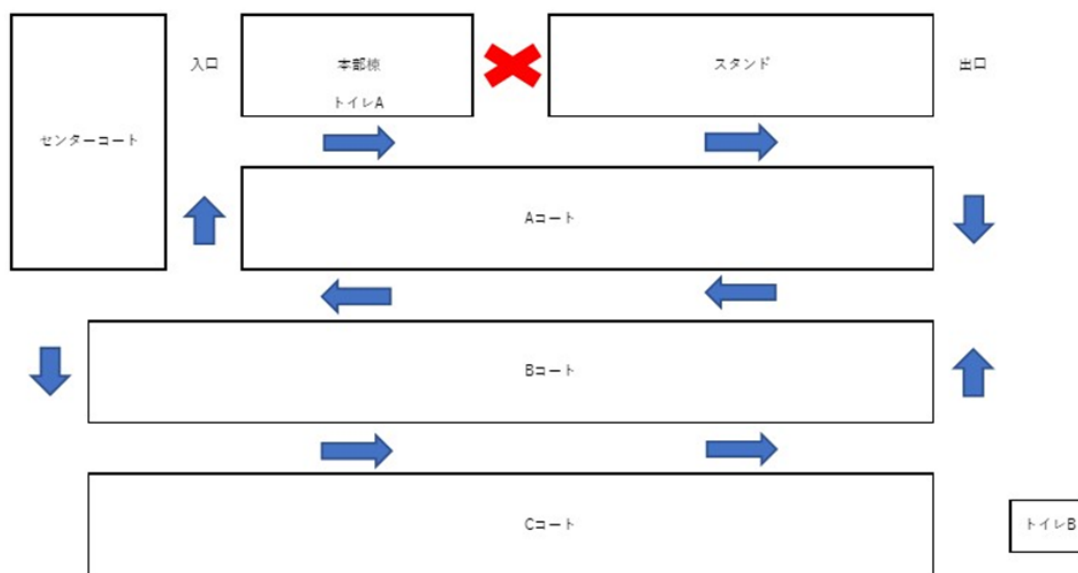 入口
本部棟
トイレA
スタンド
出口
センターコート
Aコート
Bコート
Cコート
トイレB